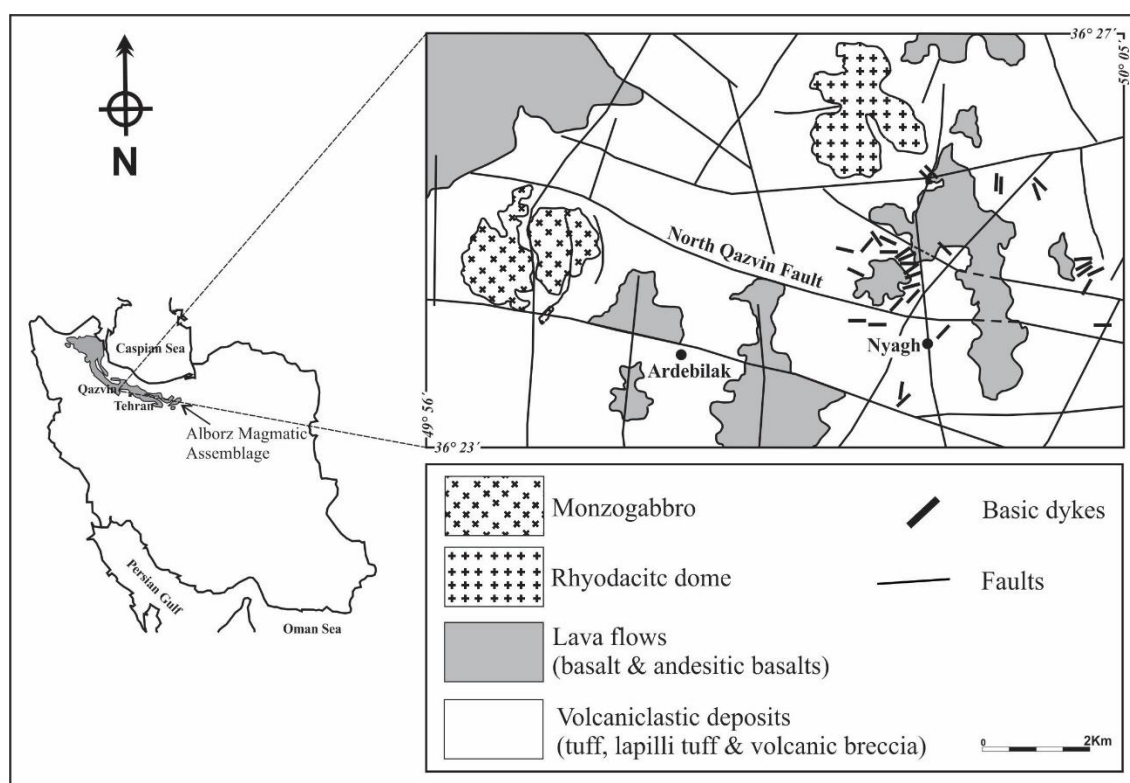 N
Caspian Sea
Qazvin
Tehran
Alborz Magmatic
Assemblage
Persian Gulf
Oman Sea
36° 27´
50° 05´
North Qazvin Fault
Nyagh
Ardebilak
49° 56´
36° 23´
Monzogabbro
Basic dykes
Rhyodacitc dome
Faults
Lava flows
(basalt & andesitic basalts)
Volcaniclastic deposits
(tuff, lapilli tuff & volcanic breccia)
0 2Km